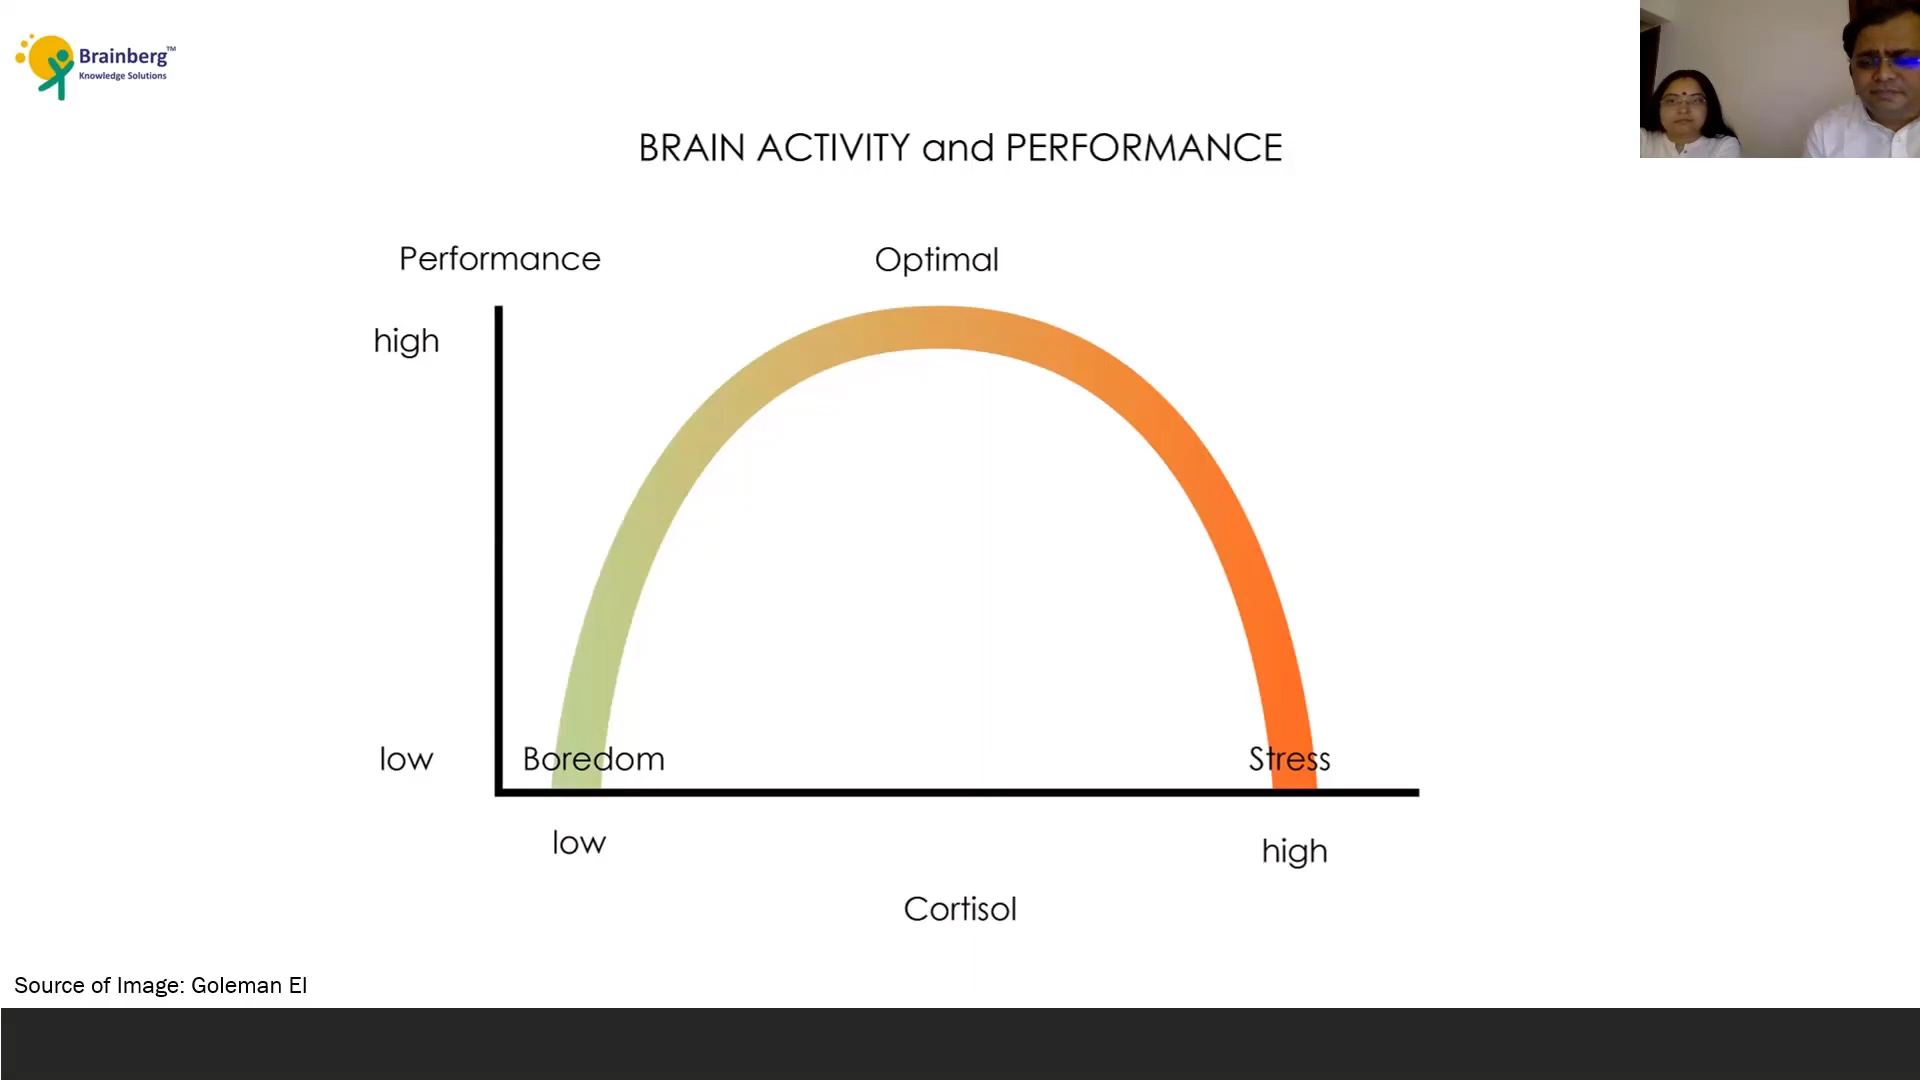 Brainberg™
Knowledge Solutions
BRAIN ACTIVITY and PERFORMANCE
Performance
Optimal
high
low
Boredom
Stress
low
high
Cortisol
Source of Image: Goleman EI